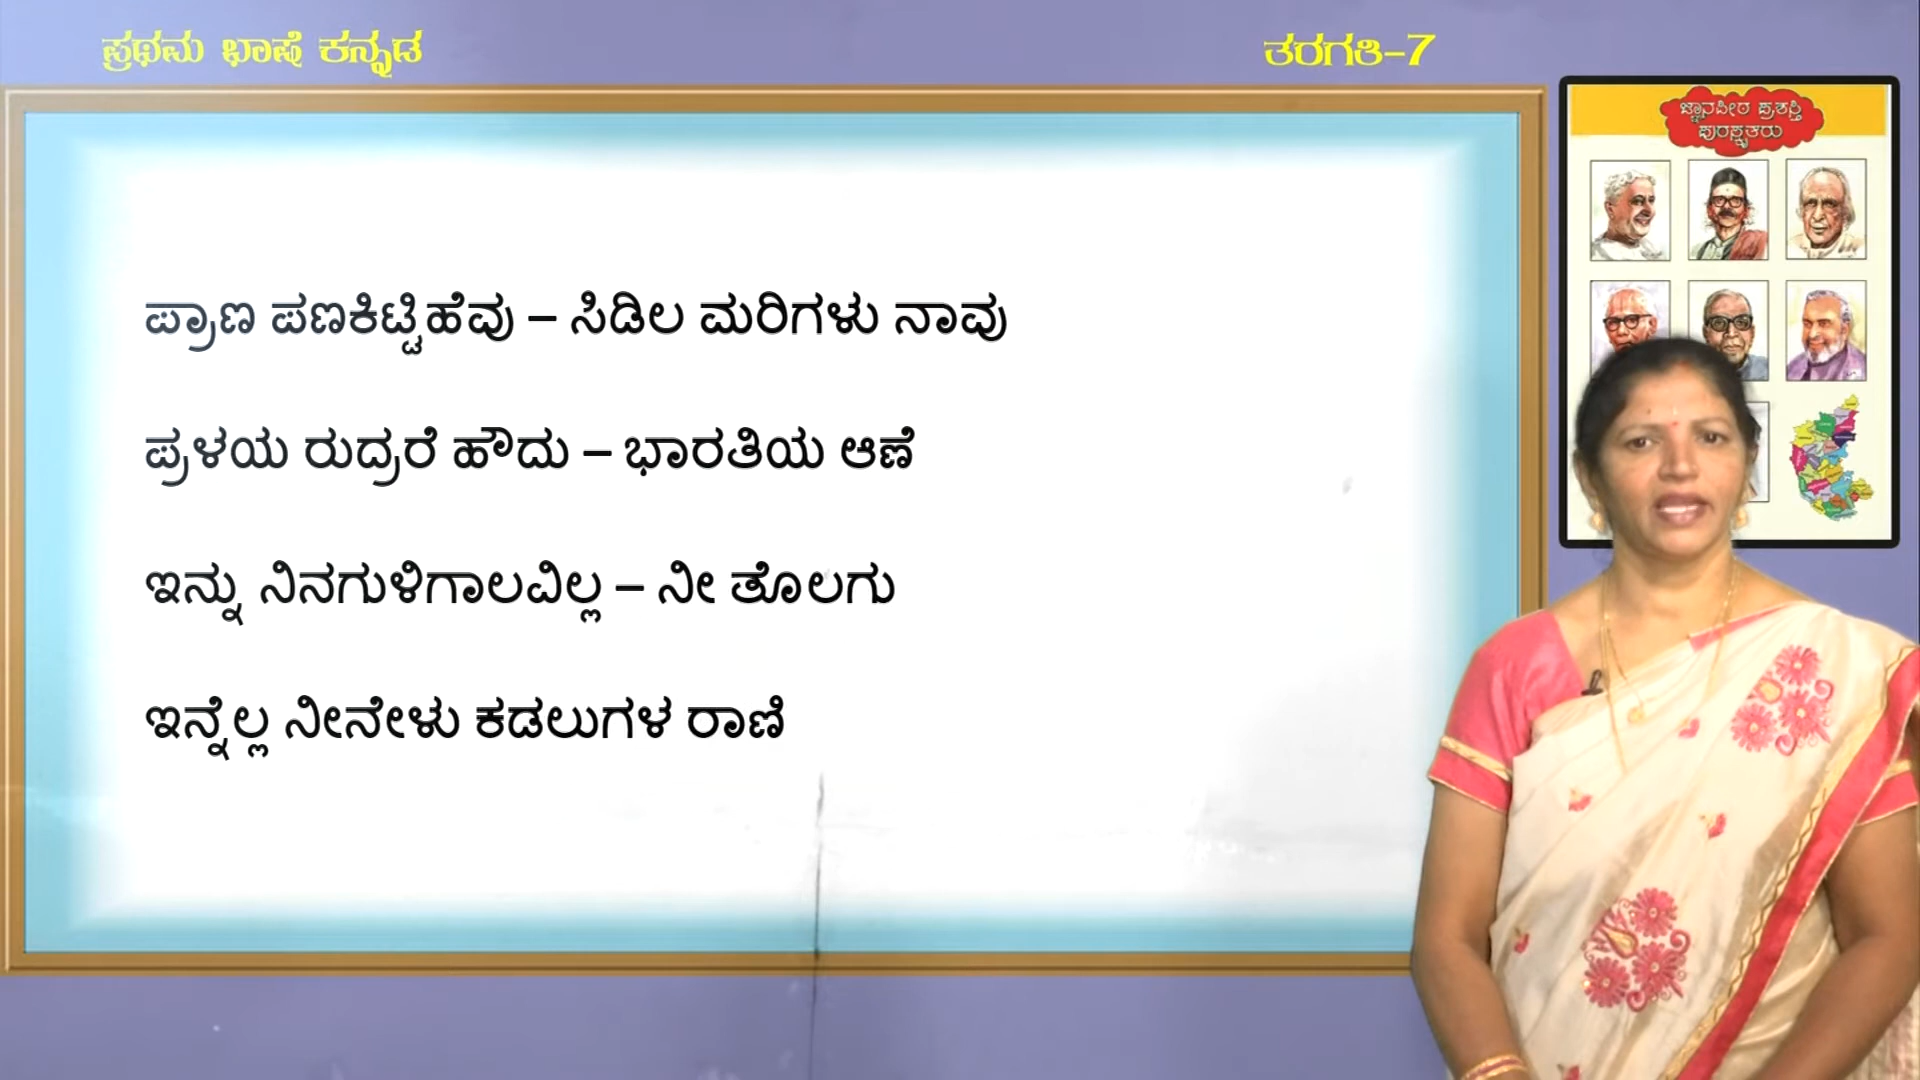 ಪ್ರಥಮ ಭಾಷೆ ಕನ್ನಡ
ತರಗತಿ-7
ಜ್ಞಾನಪೀಠ ಪ್ರಶಸ್ತಿ
ಪುರಸ್ಕೃತರು
ಪ್ರಾಣ ಪಣಕಿಟ್ಟಿಹೆವು – ಸಿಡಿಲ ಮರಿಗಳು ನಾವು
ಪ್ರಳಯ ರುದ್ರರೆ ಹೌದು – ಭಾರತಿಯ ಆಣೆ
ಇನ್ನು ನಿನಗುಳಿಗಾಲವಿಲ್ಲ – ನೀ ತೊಲಗು
ಇನ್ನೆಲ್ಲ ನೀನೇಳು ಕಡಲುಗಳ ರಾಣಿ